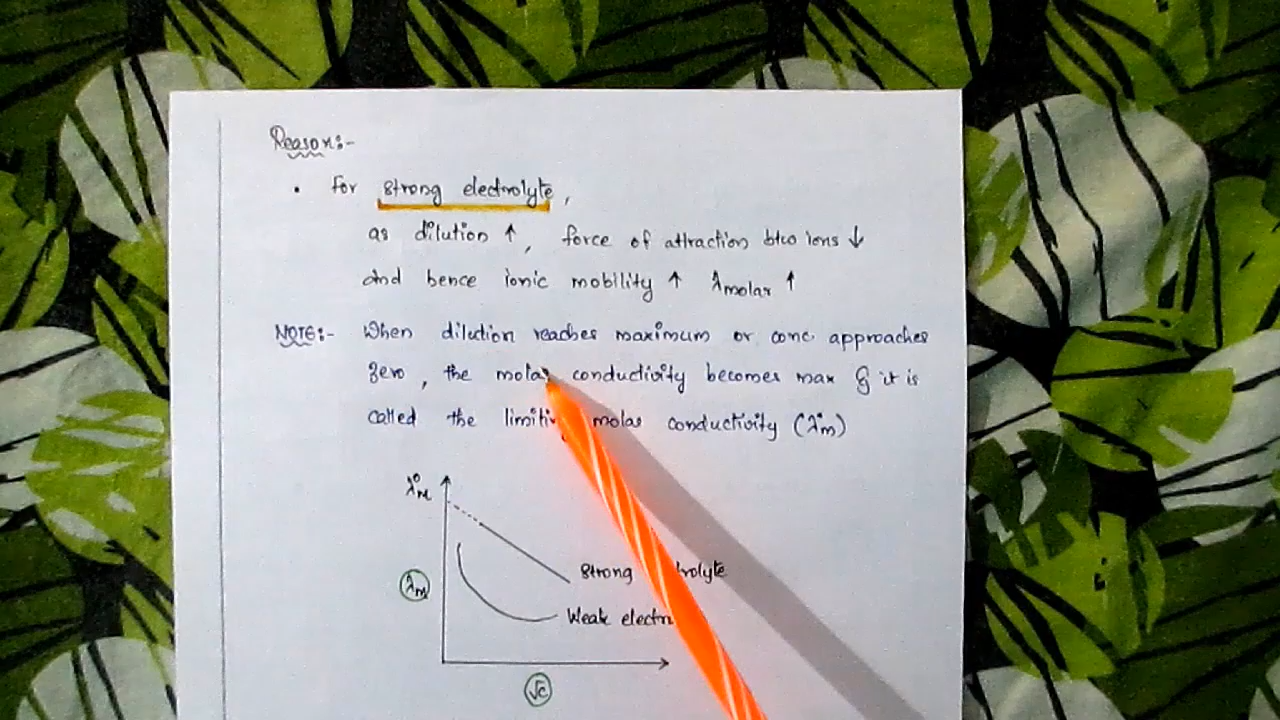 Reason:-
• For strong electrolyte,
as dilution ↑, force of attraction btw ions ↓
and hence ionic mobility ↑ λmolar ↑
NOTE:- When dilution reaches maximum or conc. approaches
zero, the molar conductivity becomes max & it is
called the molar conductivity (λ°m)
λ°m
λm
Strong
Weak
√c